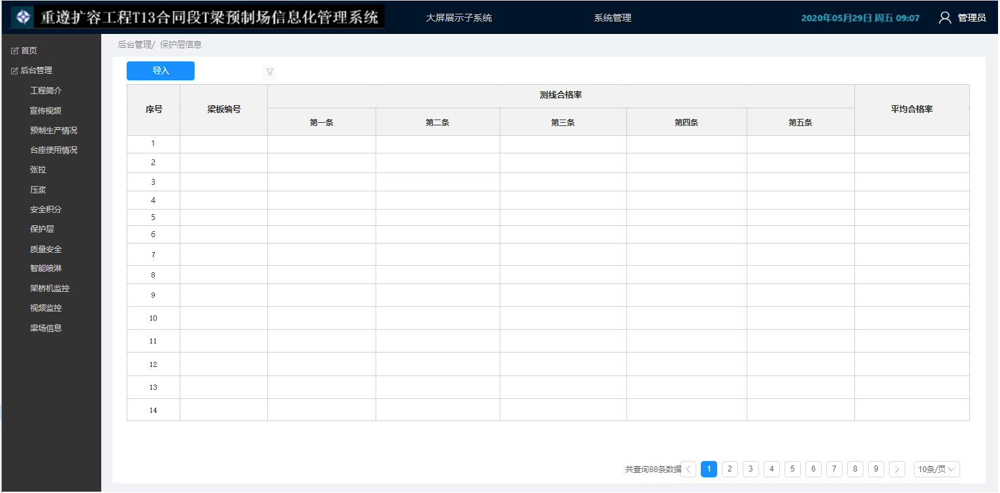 重遵扩容工程T13合同段T梁预制场信息化管理系统
大屏展示子系统
系统管理
2020年05月29日 周五 09:07
管理员
首页
后台管理
工程简介
宣传视频
预制生产情况
台座使用情况
张拉
压浆
安全积分
保护层
质量安全
智能喷淋
架桥机监控
视频监控
梁场信息
后台管理/ 保护层信息
导入
序号 梁板编号 测线合格率 平均合格率
第一条 第二条 第三条 第四条 第五条
1
2
3
4
5
6
7
8
9
10
11
12
13
14
共查询88条数据 1 2 3 4 5 6 7 8 9 10条/页